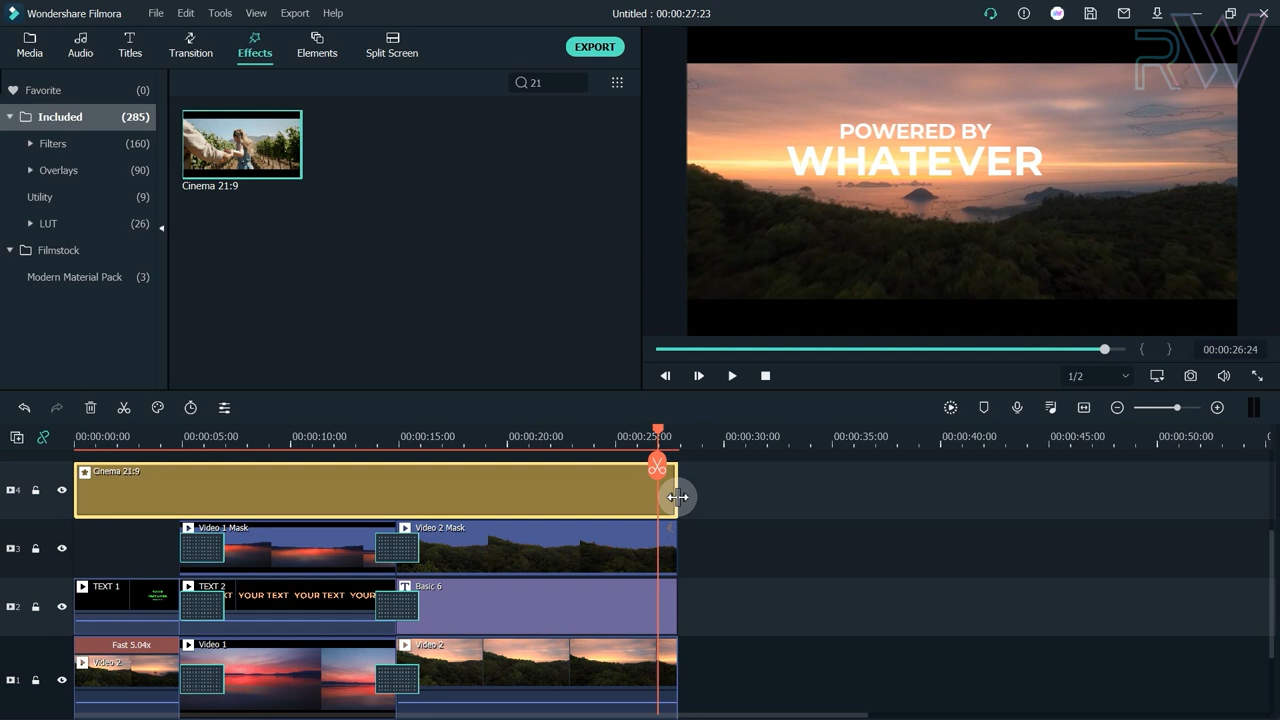 Wondershare Filmora
File
Edit
Tools
View
Export
Help
Untitled : 00:00:27:23
Media
Audio
Titles
Transition
Effects
Elements
Split Screen
EXPORT
Favorite (0)
Included (285)
Filters (160)
Overlays (90)
Utility (9)
LUT (26)
Filmstock
Modern Material Pack (3)
21
Cinema 21:9
RW
POWERED BY
WHATEVER
00:00:26:24
1/2
00:00:00:00
00:00:05:00
00:00:10:00
00:00:15:00
00:00:20:00
00:00:25:00
00:00:30:00
00:00:35:00
00:00:40:00
00:00:45:00
00:00:50:00
4
Cinema 21:9
3
Video 1 Mask
Video 2 Mask
2
TEXT 1
TEXT 2
YOUR TEXT YOUR TEXT YOUR
Basic 6
1
Fast 5.04x
Video 2
Video 1
Video 2